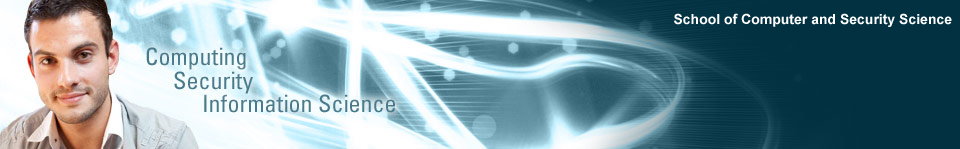 School of Computer and Security Science
Computing
Security
Information Science